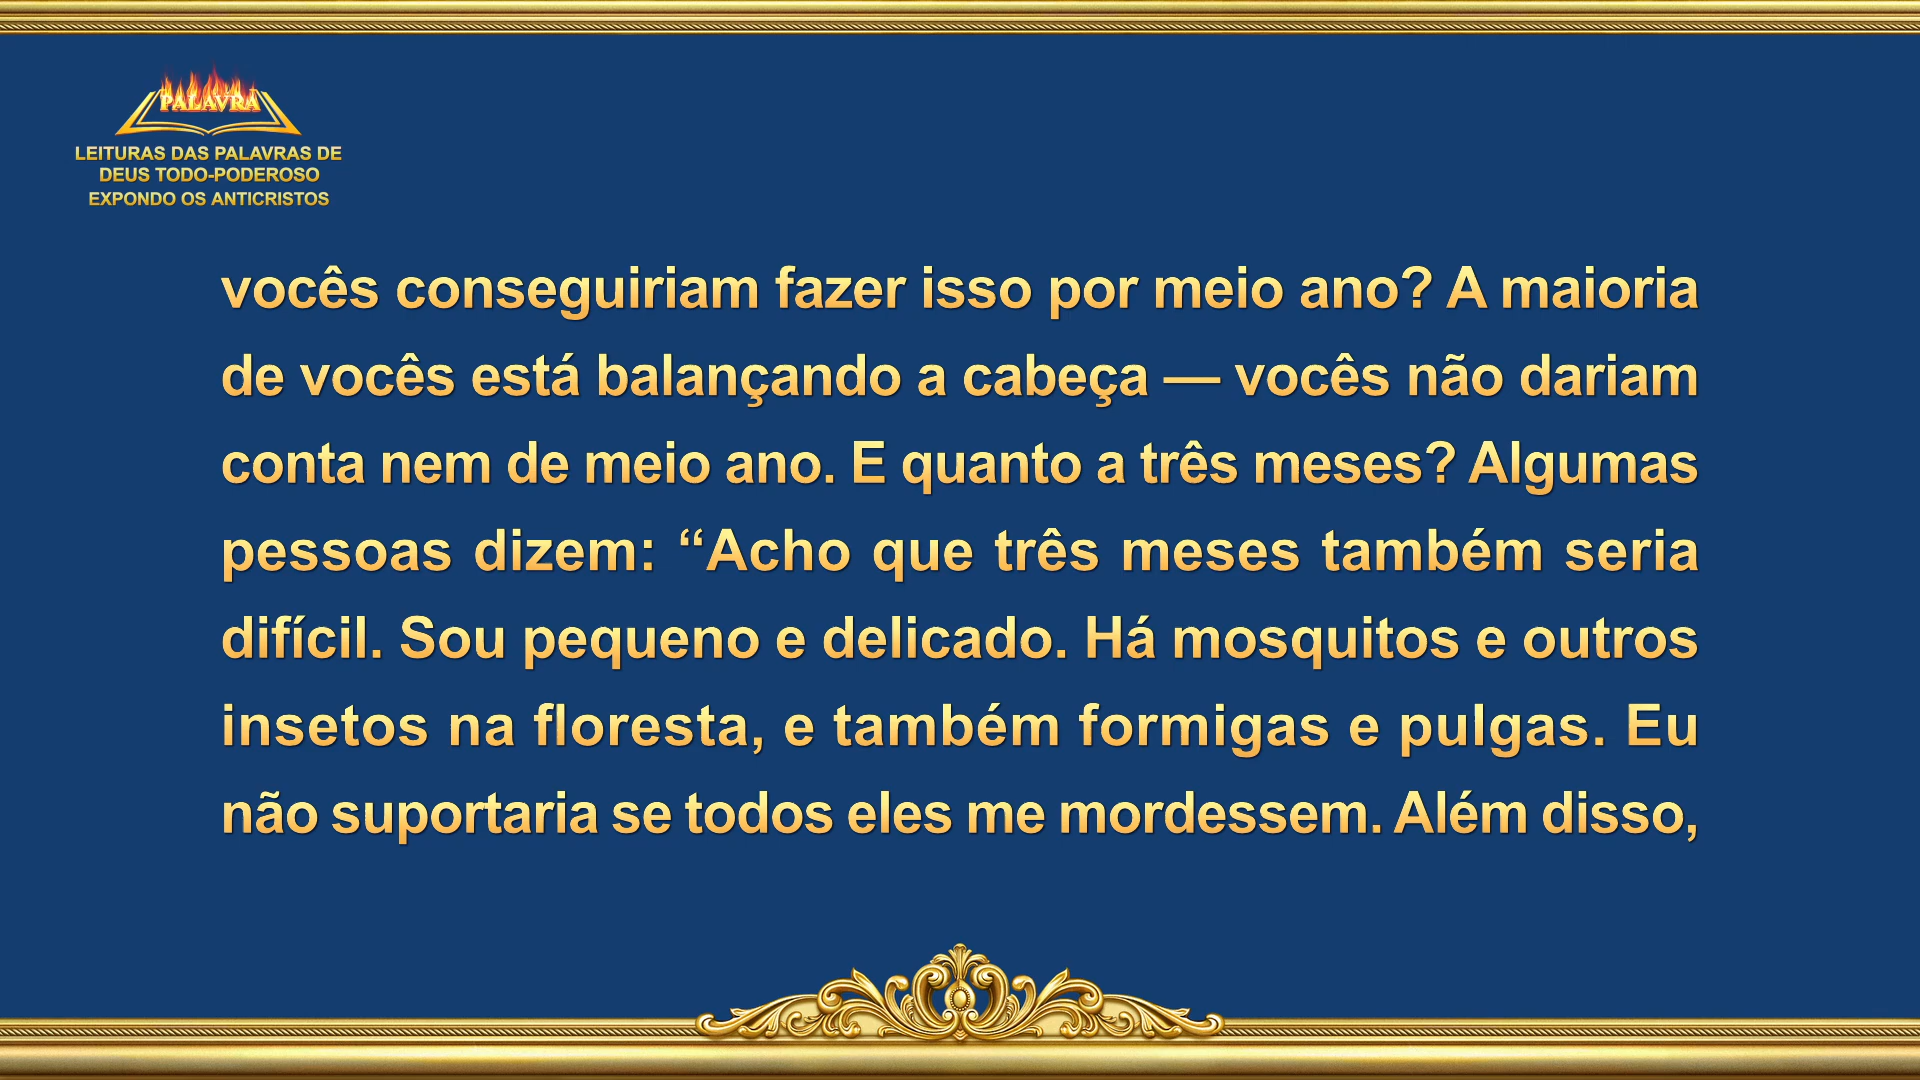 PALAVRA
LEITURAS DAS PALAVRAS DE
DEUS TODO-PODEROSO
EXPONDO OS ANTICRISTOS
vocês conseguiriam fazer isso por meio ano? A maioria
de vocês está balançando a cabeça — vocês não dariam
conta nem de meio ano. E quanto a três meses? Algumas
pessoas dizem: “Acho que três meses também seria
difícil. Sou pequeno e delicado. Há mosquitos e outros
insetos na floresta, e também formigas e pulgas. Eu
não suportaria se todos eles me mordessem. Além disso,